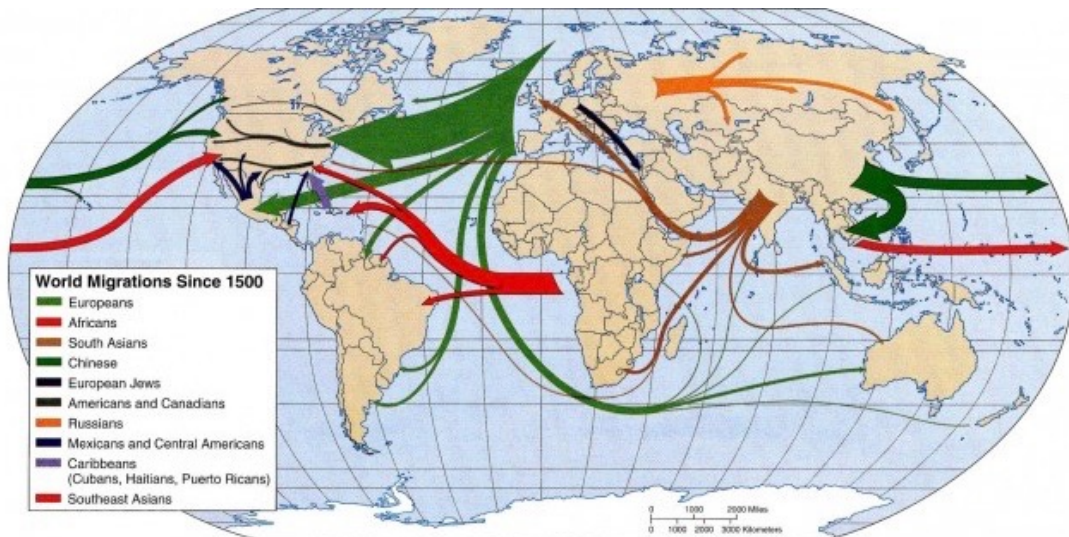 World Migrations Since 1500
Europeans
Africans
South Asians
Chinese
European Jews
Americans and Canadians
Russians
Mexicans and Central Americans
Caribbeans
(Cubans, Haitians, Puerto Ricans)
Southeast Asians
0 1000 2000 Miles
0 1000 2000 3000 Kilometers